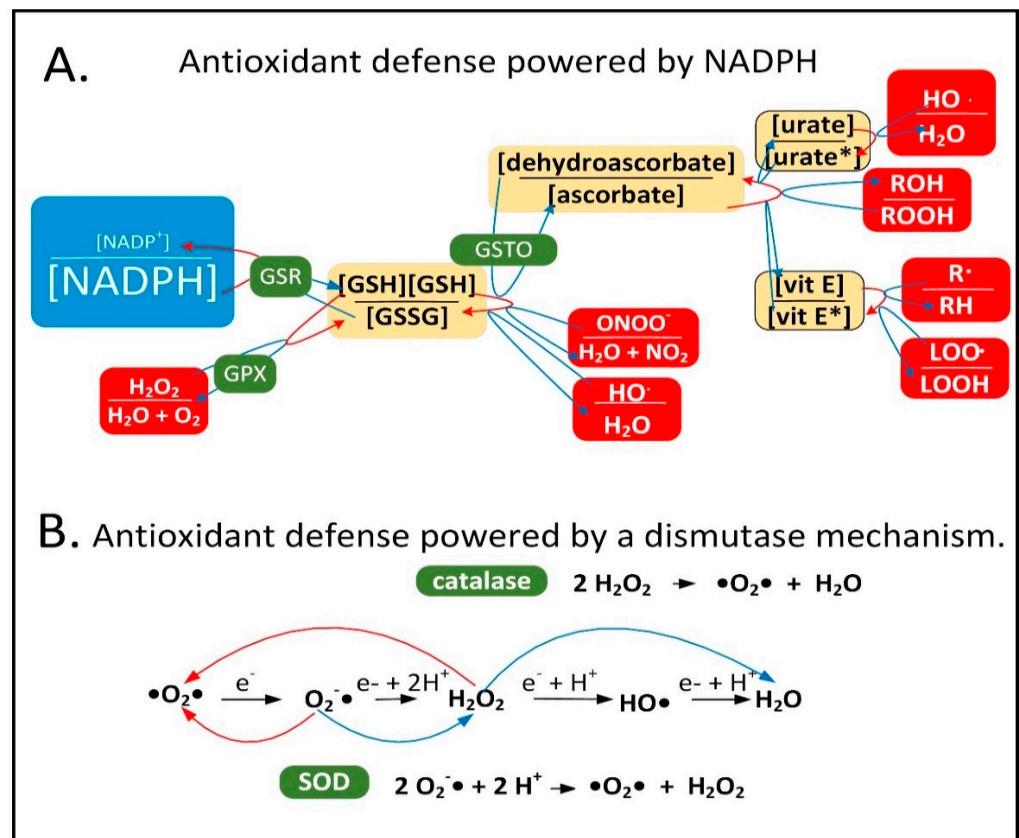 A. Antioxidant defense powered by NADPH
[NADP⁺]
[NADPH]
GSR
GPX
H₂O₂
H₂O + O₂
[GSH][GSH]
[GSSG]
GSTO
[dehydroascorbate]
[ascorbate]
[urate]
[urate*]
HO ·
H₂O
ROH
ROOH
[vit E]
[vit E*]
R·
RH
LOO·
LOOH
ONOO⁻
H₂O + NO₂
HO·
H₂O
B. Antioxidant defense powered by a dismutase mechanism.
catalase 2 H₂O₂ → •O₂• + H₂O
•O₂• e⁻ → O₂⁻• e- + 2H⁺ → H₂O₂ e⁻ + H⁺ → HO• e- + H⁺ → H₂O
SOD 2 O₂⁻• + 2 H⁺ → •O₂• + H₂O₂